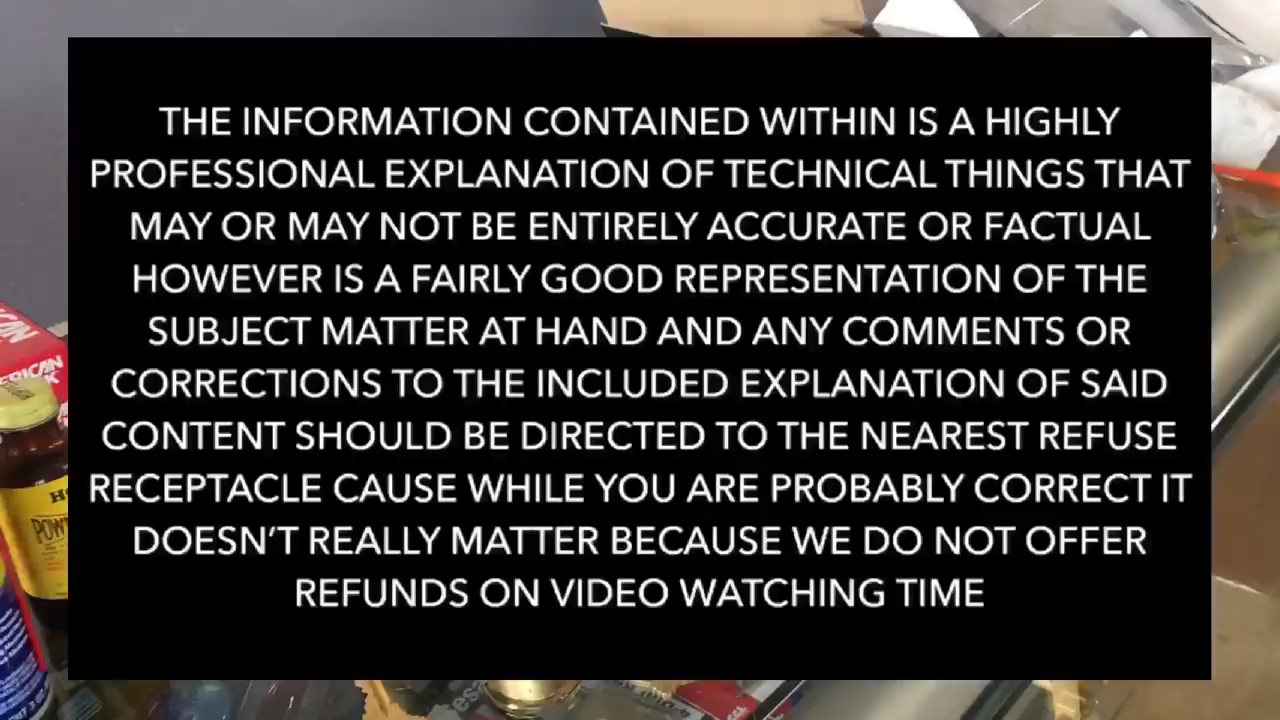 THE INFORMATION CONTAINED WITHIN IS A HIGHLY
PROFESSIONAL EXPLANATION OF TECHNICAL THINGS THAT
MAY OR MAY NOT BE ENTIRELY ACCURATE OR FACTUAL
HOWEVER IS A FAIRLY GOOD REPRESENTATION OF THE
SUBJECT MATTER AT HAND AND ANY COMMENTS OR
CORRECTIONS TO THE INCLUDED EXPLANATION OF SAID
CONTENT SHOULD BE DIRECTED TO THE NEAREST REFUSE
RECEPTACLE CAUSE WHILE YOU ARE PROBABLY CORRECT IT
DOESN'T REALLY MATTER BECAUSE WE DO NOT OFFER
REFUNDS ON VIDEO WATCHING TIME